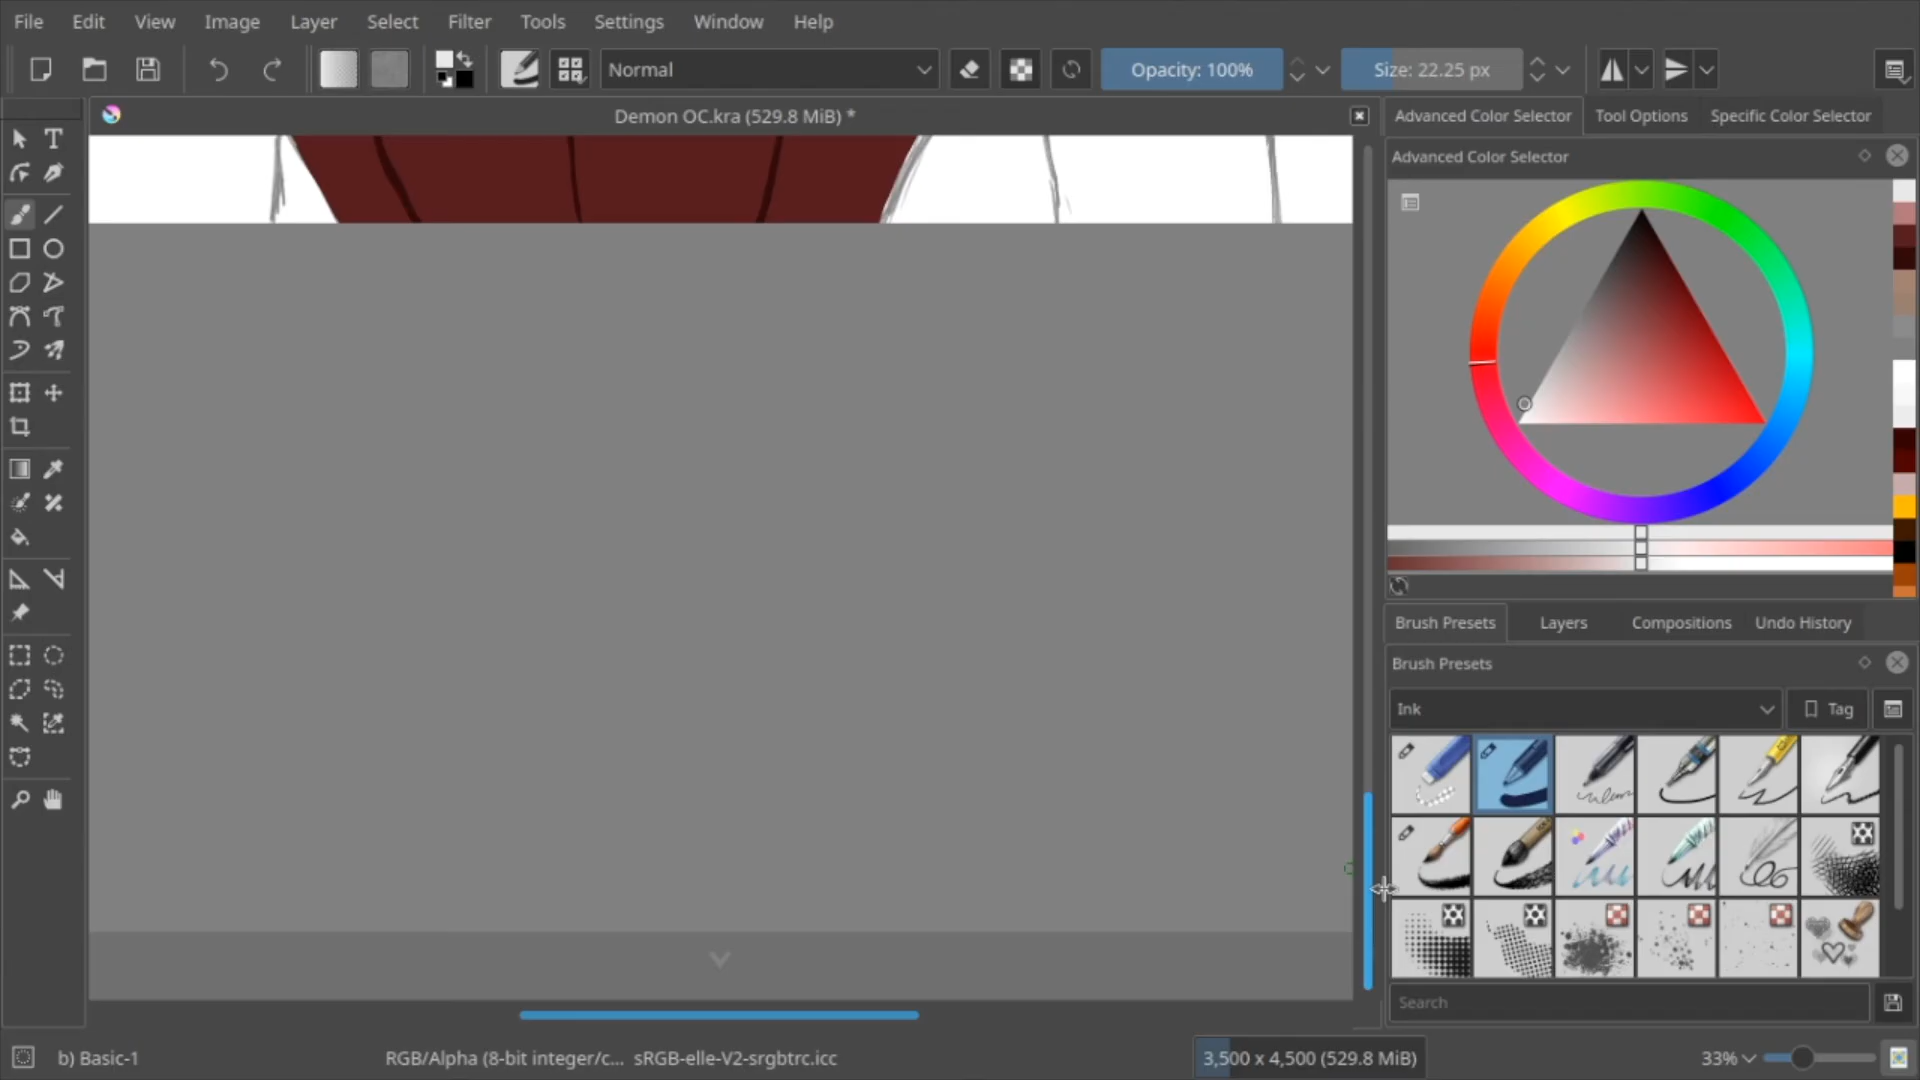 File Edit View Image Layer Select Filter Tools Settings Window Help
Normal
Opacity: 100%
Size: 22.25 px
Demon OC.kra (529.8 MiB) *
Advanced Color Selector Tool Options Specific Color Selector
Advanced Color Selector
Brush Presets Layers Compositions Undo History
Brush Presets
Ink
Tag
Search
b) Basic-1
RGB/Alpha (8-bit integer/c... sRGB-elle-V2-srgbtrc.icc
3,500 x 4,500 (529.8 MiB)
33%